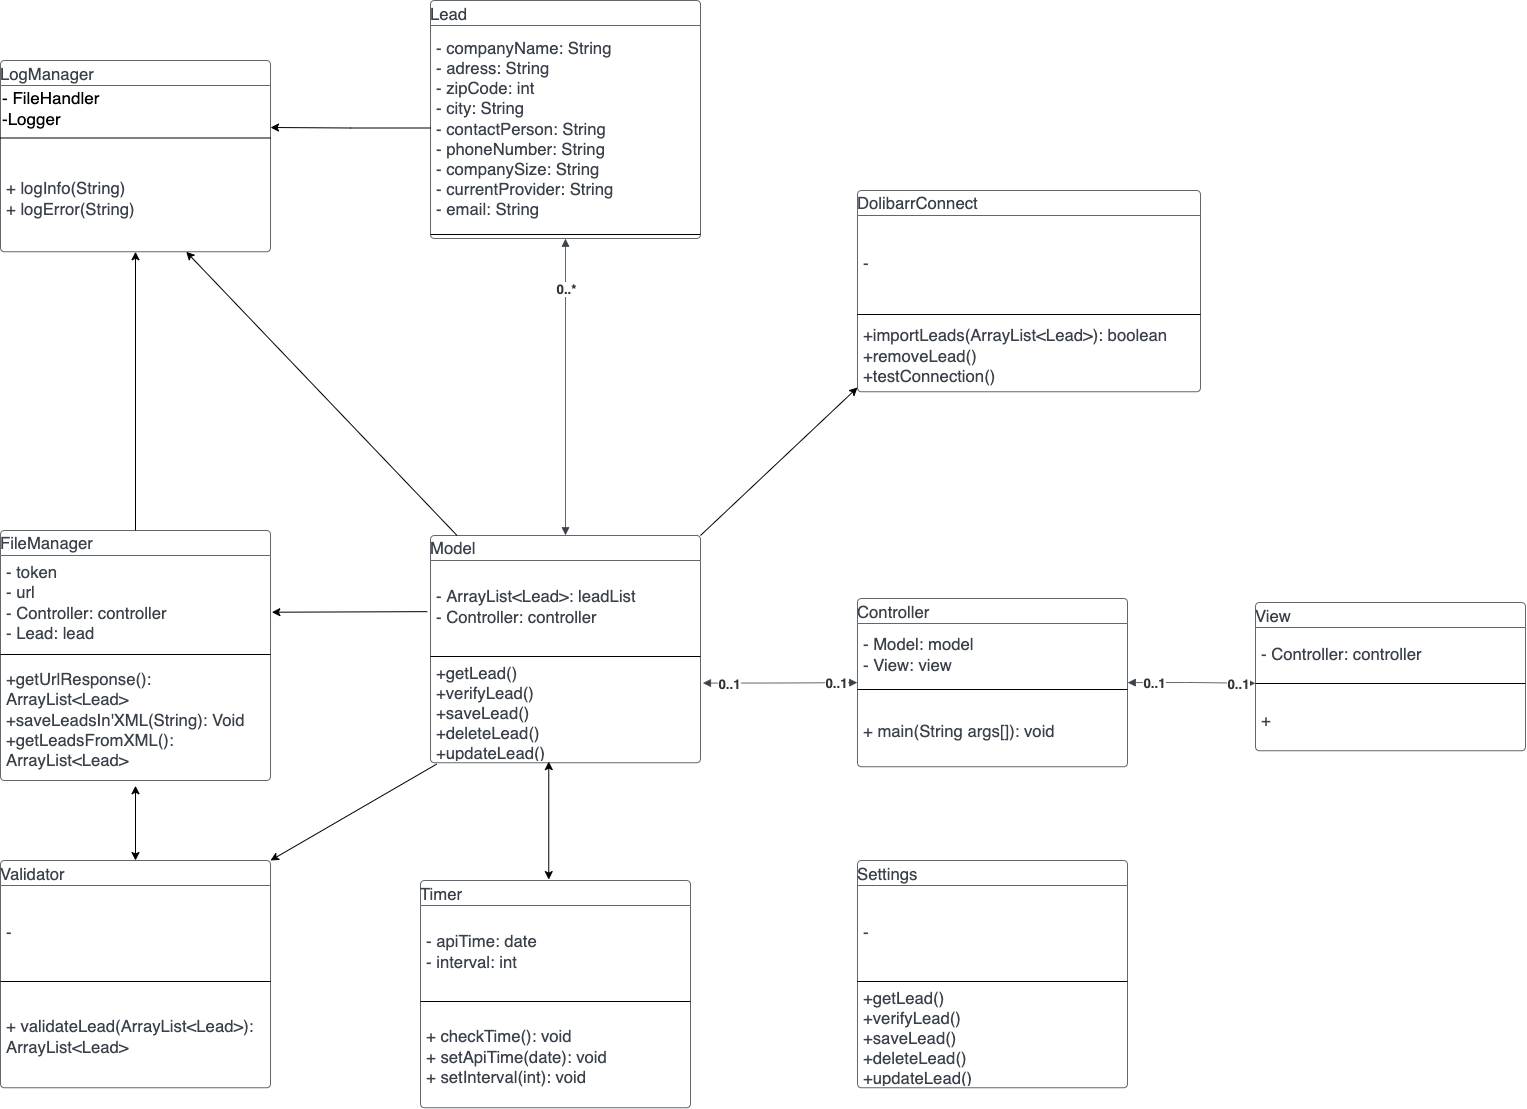 Lead
- companyName: String
- adress: String
- zipCode: int
- city: String
- contactPerson: String
- phoneNumber: String
- companySize: String
- currentProvider: String
- email: String
LogManager
- FileHandler
-Logger
+ logInfo(String)
+ logError(String)
DolibarrConnect
-
+importLeads(ArrayList<Lead>): boolean
+removeLead()
+testConnection()
0..*
FileManager
- token
- url
- Controller: controller
- Lead: lead
+getUrlResponse():
ArrayList<Lead>
+saveLeadsIn'XML(String): Void
+getLeadsFromXML():
ArrayList<Lead>
Model
- ArrayList<Lead>: leadList
- Controller: controller
+getLead()
+verifyLead()
+saveLead()
+deleteLead()
+updateLead()
0..1
0..1
Controller
- Model: model
- View: view
+ main(String args[]): void
0..1
0..1
View
- Controller: controller
+
Validator
-
+ validateLead(ArrayList<Lead>):
ArrayList<Lead>
Timer
- apiTime: date
- interval: int
+ checkTime(): void
+ setApiTime(date): void
+ setInterval(int): void
Settings
-
+getLead()
+verifyLead()
+saveLead()
+deleteLead()
+updateLead()